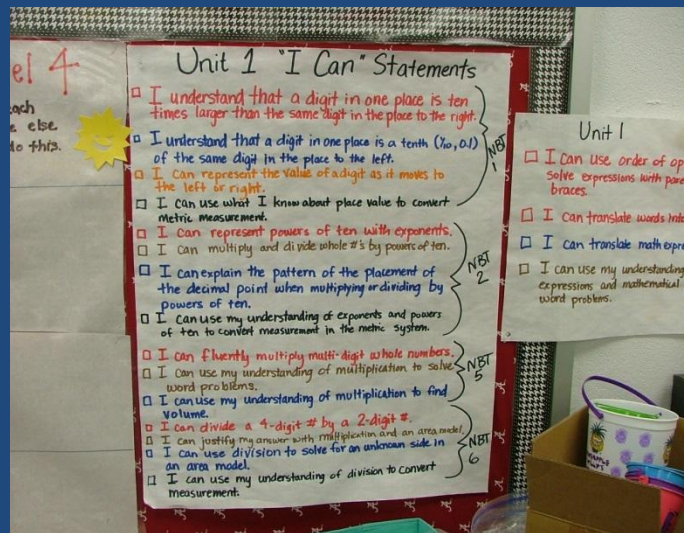 el 4
ach
e else.
do this.
Unit 1 "I Can" Statements
I understand that a digit in one place is ten
times larger than the same digit in the place to the right.
I understand that a digit in one place is a tenth (1/10, 0.1)
of the same digit in the place to the left.
I can represent the value of a digit as it moves to
the left or right.
I can use what I know about place value to convert
metric measurement.
NBT
1
I can represent powers of ten with exponents.
I can multiply and divide whole #'s by powers of ten.
I can explain the pattern of the placement of
the decimal point when multiplying or dividing by
powers of ten.
I can use my understanding of exponents and powers
of ten to convert measurement in the metric system.
NBT
2
I can fluently multiply multi-digit whole numbers.
I can use my understanding of multiplication to solve
word problems.
I can use my understanding of multiplication to find
volume.
NBT
5
I can divide a 4-digit # by a 2-digit #.
I can justify my answer with multiplication and an area model.
I can use division to solve for an unknown side in
an area model.
I can use my understanding of division to convert
measurement.
NBT
6
Unit 1
I can use order of op
solve expressions with pare
braces.
I can translate words into
I can translate math expre
I can use my understanding
expressions and mathematical
word problems.